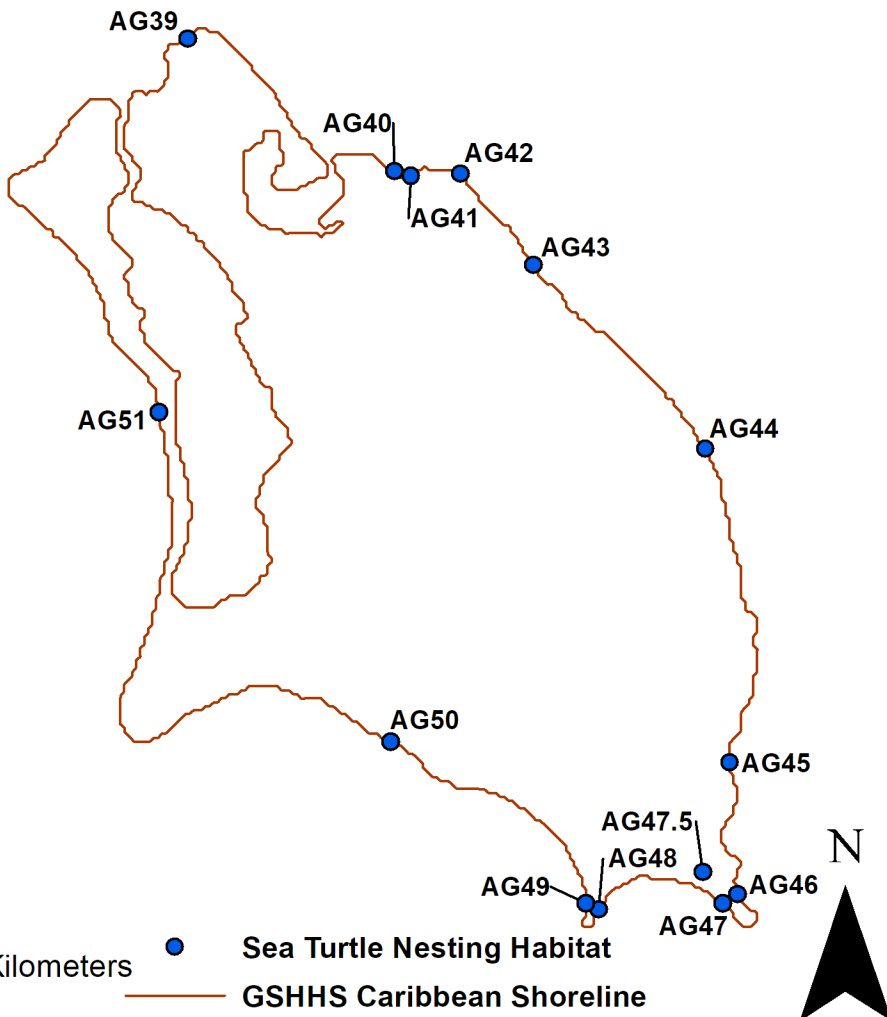 AG39
AG40
AG42
AG41
AG43
AG51
AG44
AG50
AG45
AG47.5
AG48
AG49
AG46
AG47
N
Kilometers
Sea Turtle Nesting Habitat
GSHHS Caribbean Shoreline